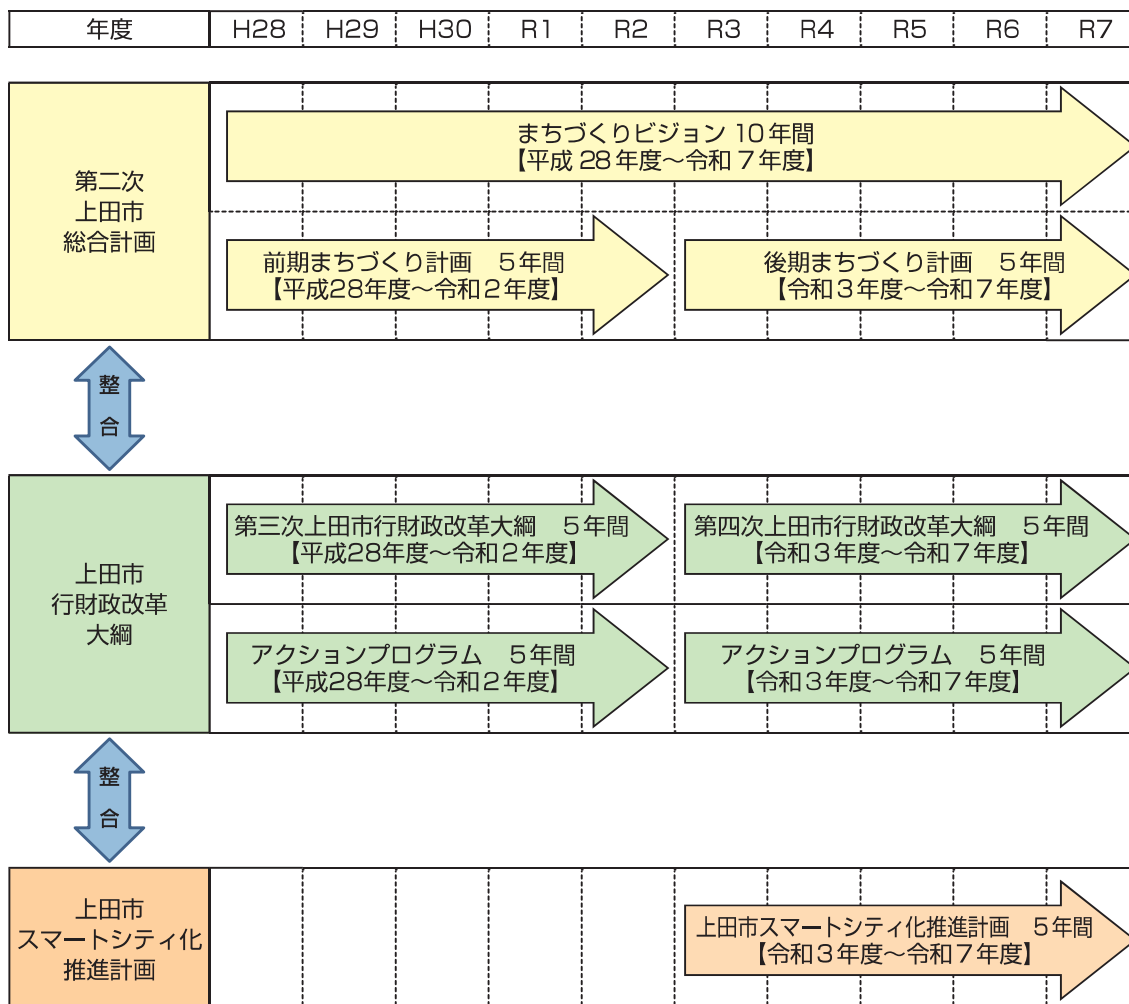 年度 H28 H29 H30 R1 R2 R3 R4 R5 R6 R7
第二次
上田市
総合計画
まちづくりビジョン 10年間
【平成 28年度～令和 7年度】
前期まちづくり計画　5年間
【平成28年度～令和2年度】
後期まちづくり計画　5年間
【令和3年度～令和7年度】
整
合
上田市
行財政改革
大綱
第三次上田市行財政改革大綱　5年間
【平成28年度～令和2年度】
第四次上田市行財政改革大綱　5年間
【令和3年度～令和7年度】
アクションプログラム　5年間
【平成28年度～令和2年度】
アクションプログラム　5年間
【令和3年度～令和7年度】
整
合
上田市
スマートシティ化
推進計画
上田市スマートシティ化推進計画　5年間
【令和3年度～令和7年度】